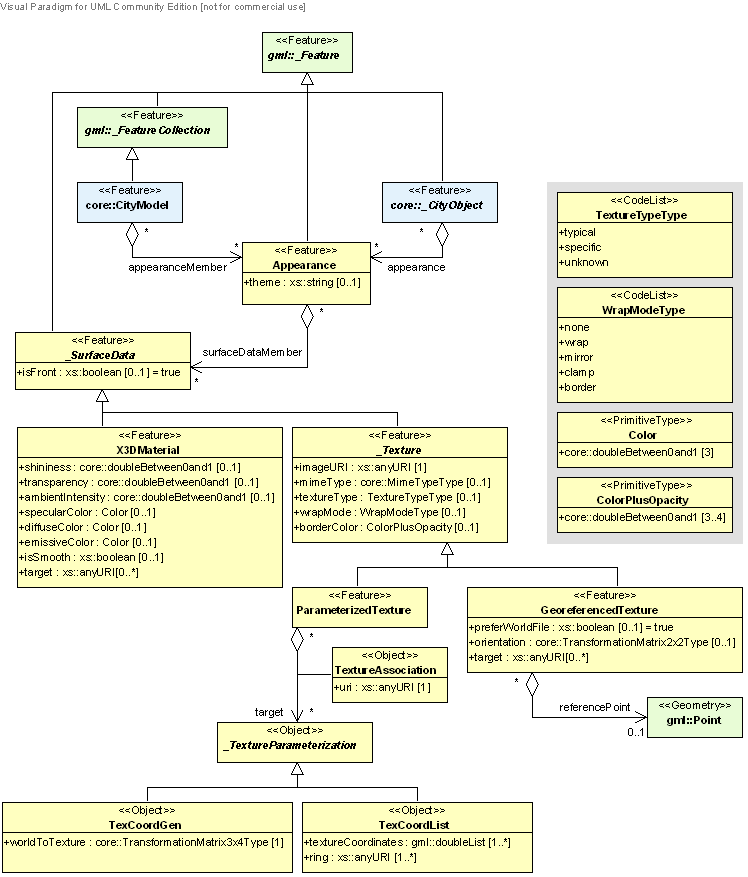 Visual Paradigm for UML Community Edition [not for commercial use]
<<Feature>>
gml::_Feature
<<Feature>>
gml::_FeatureCollection
<<Feature>>
core::CityModel
<<Feature>>
core::_CityObject
*
*
*
*
appearanceMember
appearance
<<Feature>>
Appearance
+theme : xs::string [0..1]
*
surfaceDataMember
*
<<Feature>>
_SurfaceData
+isFront : xs::boolean [0..1] = true
<<CodeList>>
TextureTypeType
+typical
+specific
+unknown
<<CodeList>>
WrapModeType
+none
+wrap
+mirror
+clamp
+border
<<PrimitiveType>>
Color
+core::doubleBetween0and1 [3]
<<PrimitiveType>>
ColorPlusOpacity
+core::doubleBetween0and1 [3..4]
<<Feature>>
X3DMaterial
+shininess : core::doubleBetween0and1 [0..1]
+transparency : core::doubleBetween0and1 [0..1]
+ambientIntensity : core::doubleBetween0and1 [0..1]
+specularColor : Color [0..1]
+diffuseColor : Color [0..1]
+emissiveColor : Color [0..1]
+isSmooth : xs::boolean [0..1]
+target : xs::anyURI[0..*]
<<Feature>>
_Texture
+imageURI : xs::anyURI [1]
+mimeType : core::MimeTypeType [0..1]
+textureType : TextureTypeType [0..1]
+wrapMode : WrapModeType [0..1]
+borderColor : ColorPlusOpacity [0..1]
<<Feature>>
ParameterizedTexture
*
<<Feature>>
GeoreferencedTexture
+preferWorldFile : xs::boolean [0..1] = true
+orientation : core::TransformationMatrix2x2Type [0..1]
+target : xs::anyURI[0..*]
*
referencePoint
0..1
<<Geometry>>
gml::Point
<<Object>>
TextureAssociation
+uri : xs::anyURI [1]
target
*
<<Object>>
_TextureParameterization
<<Object>>
TexCoordGen
+worldToTexture : core::TransformationMatrix3x4Type [1]
<<Object>>
TexCoordList
+textureCoordinates : gml::doubleList [1..*]
+ring : xs::anyURI [1..*]